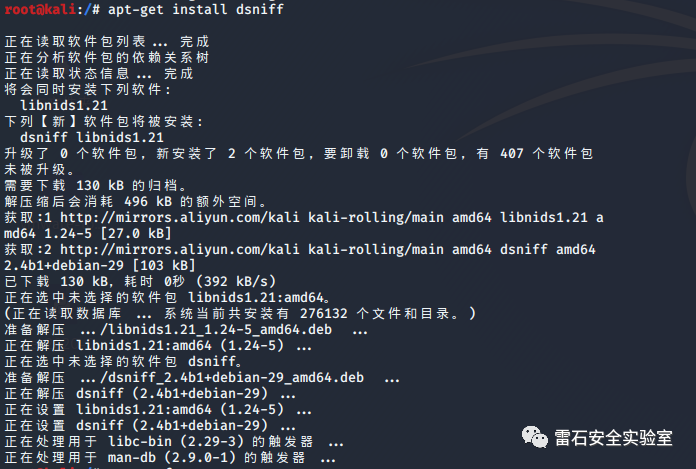 root@kali:/# apt-get install dsniff
正在读取软件包列表... 完成
正在分析软件包的依赖关系树
正在读取状态信息... 完成
将会同时安装下列软件：
libnids1.21
下列【新】软件包将被安装：
dsniff libnids1.21
升级了 0 个软件包，新安装了 2 个软件包，要卸载 0 个软件包，有 407 个软件包
未被升级。
需要下载 130 kB 的归档。
解压缩后会消耗 496 kB 的额外空间。
获取:1 http://mirrors.aliyun.com/kali kali-rolling/main amd64 libnids1.21 a
md64 1.24-5 [27.0 kB]
获取:2 http://mirrors.aliyun.com/kali kali-rolling/main amd64 dsniff amd64
2.4b1+debian-29 [103 kB]
已下载 130 kB，耗时 0秒 (392 kB/s)
正在选中未选择的软件包 libnids1.21:amd64。
(正在读取数据库 ... 系统当前共安装有 276132 个文件和目录。)
准备解压 .../libnids1.21_1.24-5_amd64.deb ...
正在解压 libnids1.21:amd64 (1.24-5) ...
正在选中未选择的软件包 dsniff。
准备解压 .../dsniff_2.4b1+debian-29_amd64.deb ...
正在解压 dsniff (2.4b1+debian-29) ...
正在设置 libnids1.21:amd64 (1.24-5) ...
正在设置 dsniff (2.4b1+debian-29) ...
正在处理用于 libc-bin (2.29-3) 的触发器 ...
正在处理用于 man-db (2.9.0-1) 的触发器 ...
雷石安全实验室